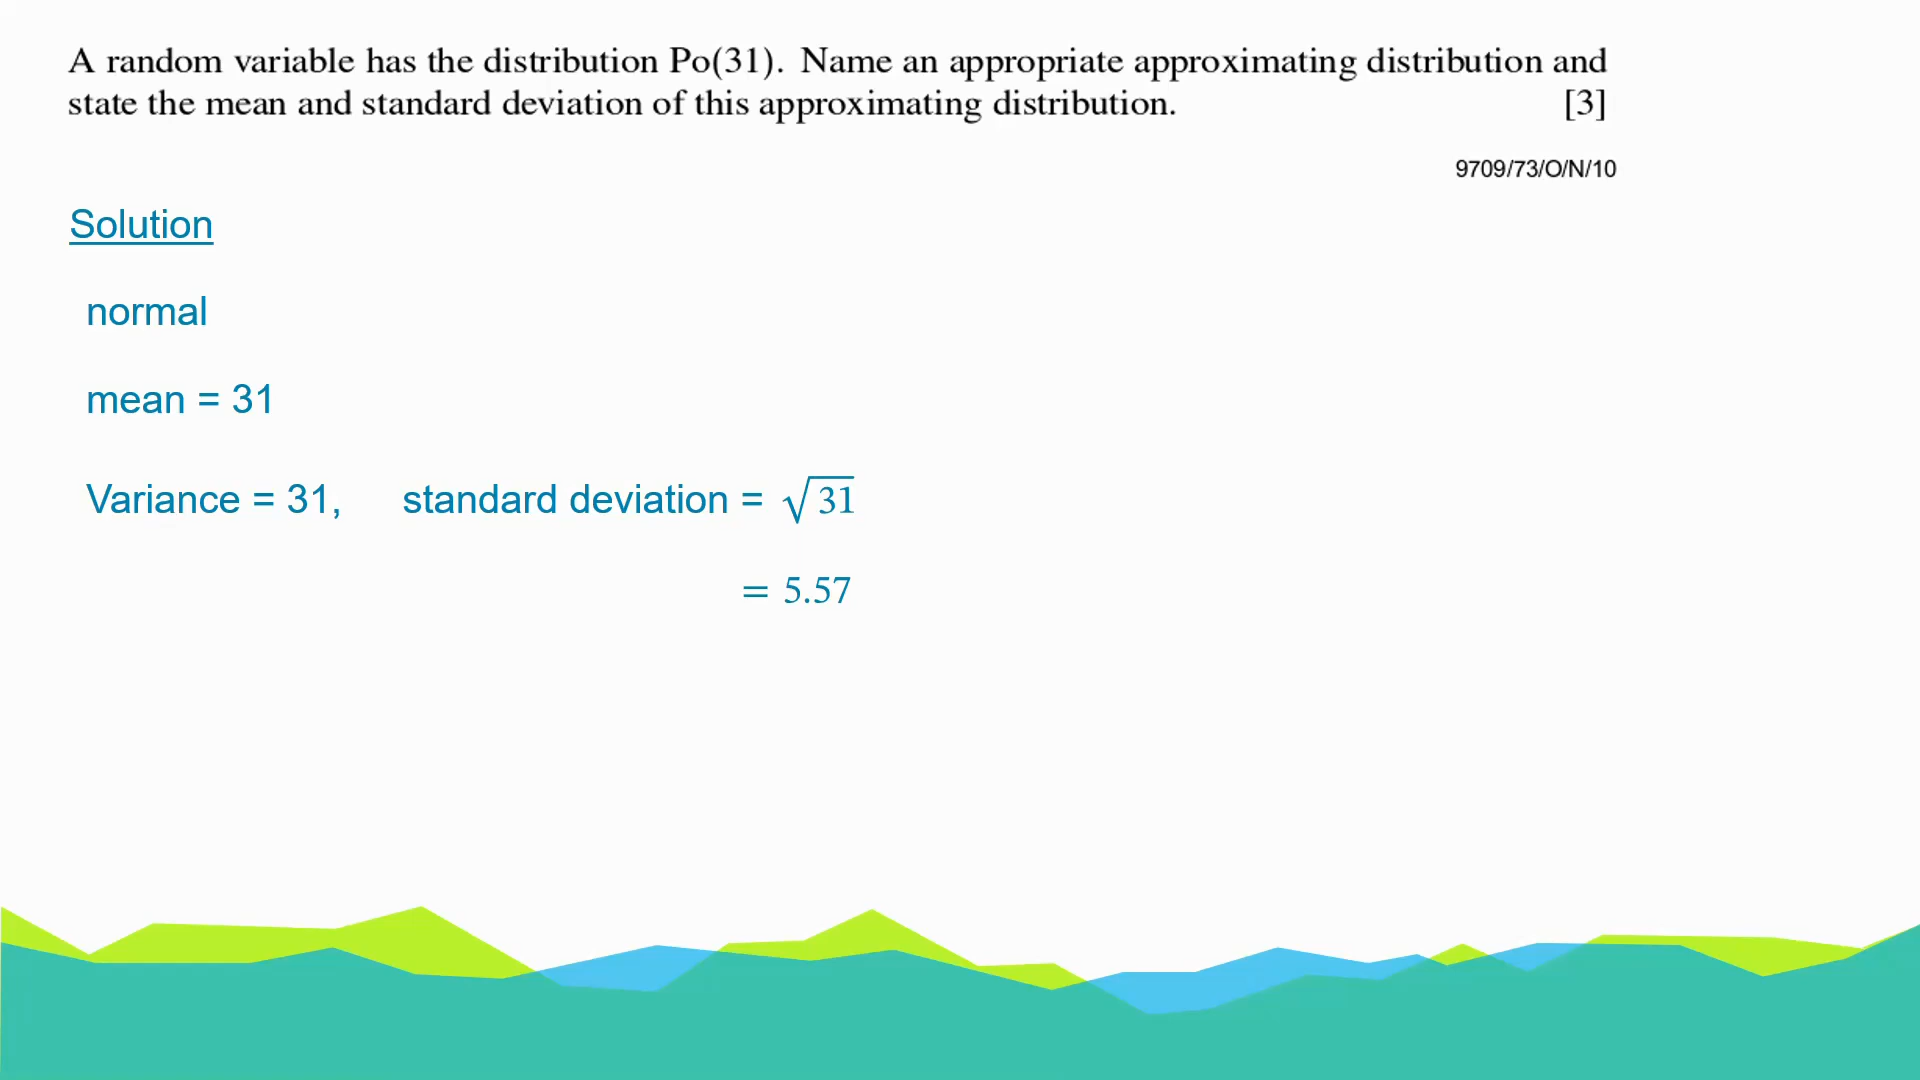 A random variable has the distribution Po(31). Name an appropriate approximating distribution and
state the mean and standard deviation of this approximating distribution. [3]
9709/73/O/N/10
Solution
normal
mean = 31
Variance = 31, standard deviation = √31
= 5.57